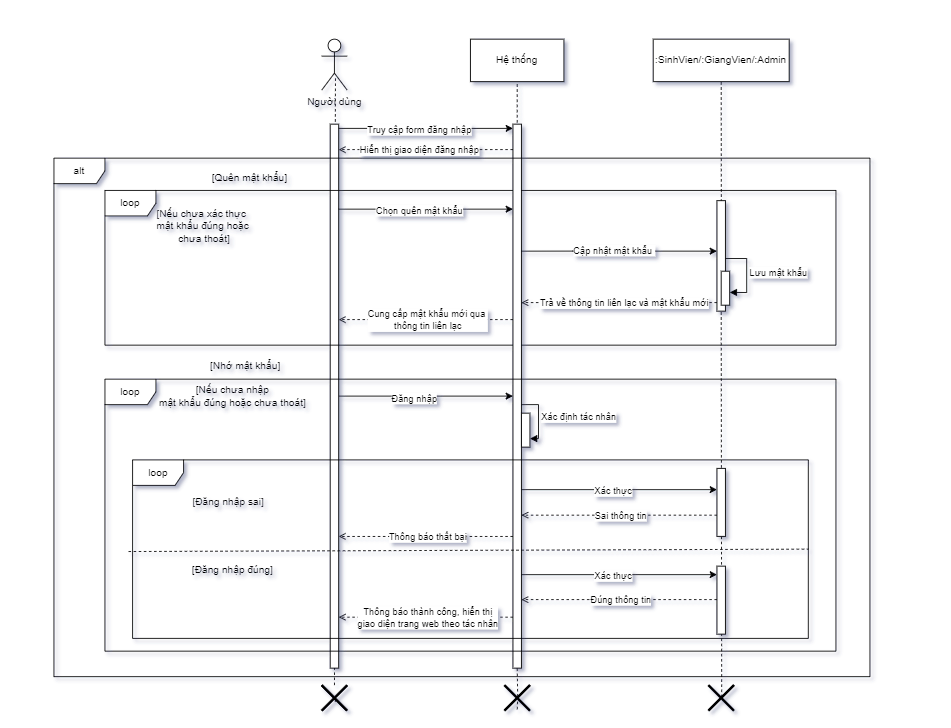 Hệ thống
:SinhVien/:GiangVien/:Admin
Người dùng
Truy cập form đăng nhập
Hiển thị giao diện đăng nhập
alt
[Quên mật khẩu]
loop
[Nếu chưa xác thực
mật khẩu đúng hoặc
chưa thoát]
Chọn quên mật khẩu
Cập nhật mật khẩu
Lưu mật khẩu
Trả về thông tin liên lạc và mật khẩu mới
Cung cấp mật khẩu mới qua
thông tin liên lạc
[Nhớ mật khẩu]
loop
[Nếu chưa nhập
mật khẩu đúng hoặc chưa thoát]
Đăng nhập
Xác định tác nhân
loop
[Đăng nhập sai]
Xác thực
Sai thông tin
Thông báo thất bại
[Đăng nhập đúng]
Xác thực
Đúng thông tin
Thông báo thành công, hiển thị
giao diện trang web theo tác nhân